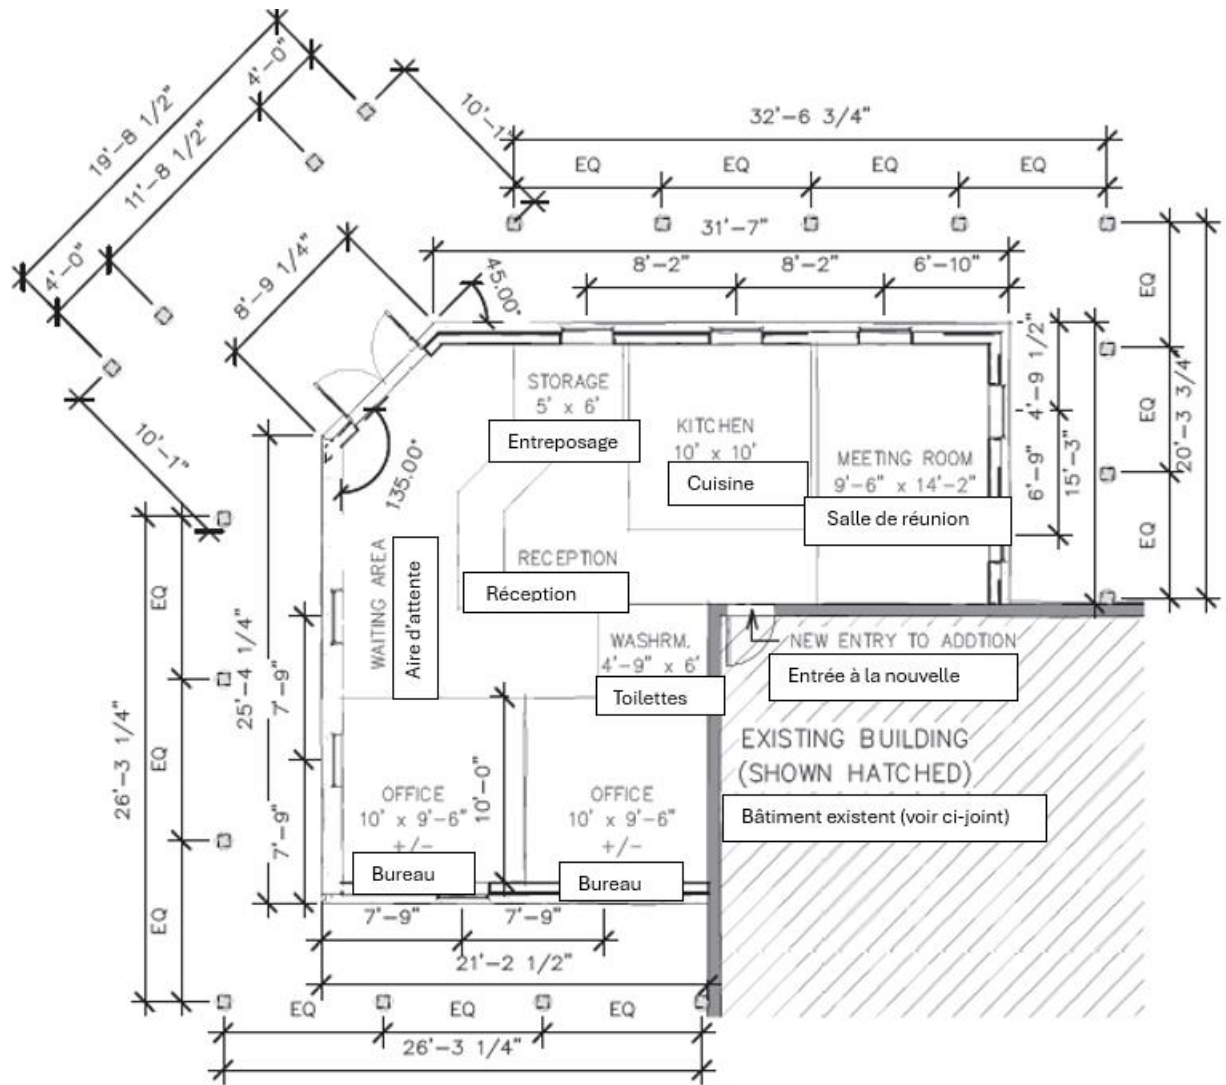 4'-0"
19'-8 1/2"
11'-8 1/2"
4'-0"
10'-1"
32'-6 3/4"
EQ
EQ
EQ
EQ
31'-7"
8'-2"
8'-2"
6'-10"
8'-9 1/4"
45.00°
EQ
EQ
EQ
4'-9 1/2"
6'-9"
15'-3"
20'-3 3/4"
10'-1"
135.00°
STORAGE
5' x 6'
Entreposage
KITCHEN
10' x 10'
Cuisine
MEETING ROOM
9'-6" x 14'-2"
Salle de réunion
WAITING AREA
Aire d'attente
RECEPTION
Réception
WASHRM.
4'-9" x 6'
Toilettes
NEW ENTRY TO ADDTION
Entrée à la nouvelle
EXISTING BUILDING
(SHOWN HATCHED)
Bâtiment existent (voir ci-joint)
EQ
EQ
EQ
26'-3 1/4"
25'-4 1/4"
7'-9"
7'-9"
10'-0"
OFFICE
10' x 9'-6"
+/-
Bureau
OFFICE
10' x 9'-6"
+/-
Bureau
7'-9"
7'-9"
21'-2 1/2"
EQ
EQ
EQ
26'-3 1/4"